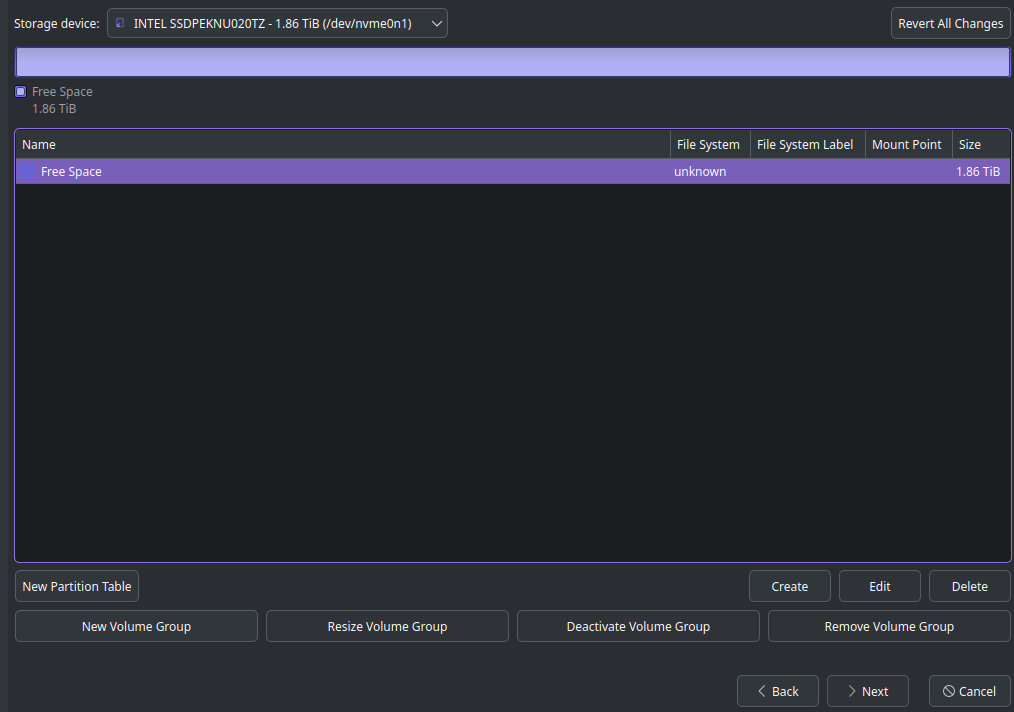 Storage device: INTEL SSDPEKNU020TZ - 1.86 TiB (/dev/nvme0n1) Revert All Changes
Free Space
1.86 TiB
Name File System File System Label Mount Point Size
Free Space unknown 1.86 TiB
New Partition Table Create Edit Delete
New Volume Group Resize Volume Group Deactivate Volume Group Remove Volume Group
Back Next Cancel